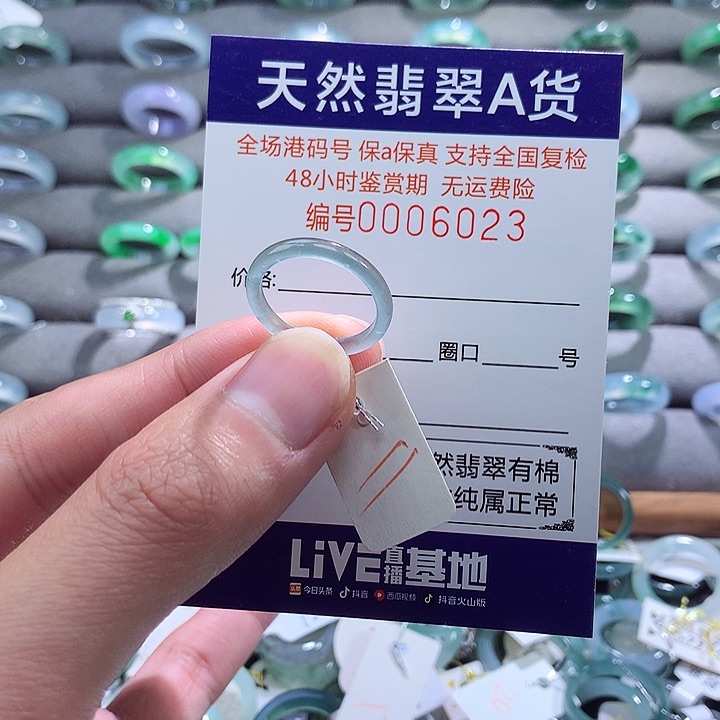 天然翡翠A货
全场港码号 保a保真 支持全国复检
48小时鉴赏期 无运费险
编号0006023
价格:
圈口 号
然翡翠有棉
纯属正常
LiVE直播基地
头条 今日头条 抖音 西瓜视频 抖音火山版